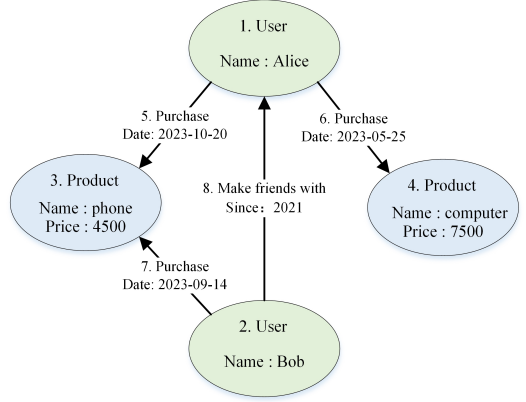 1. User
Name : Alice
5. Purchase
Date: 2023-10-20
6. Purchase
Date: 2023-05-25
3. Product
Name : phone
Price : 4500
8. Make friends with
Since：2021
4. Product
Name : computer
Price : 7500
7. Purchase
Date: 2023-09-14
2. User
Name : Bob